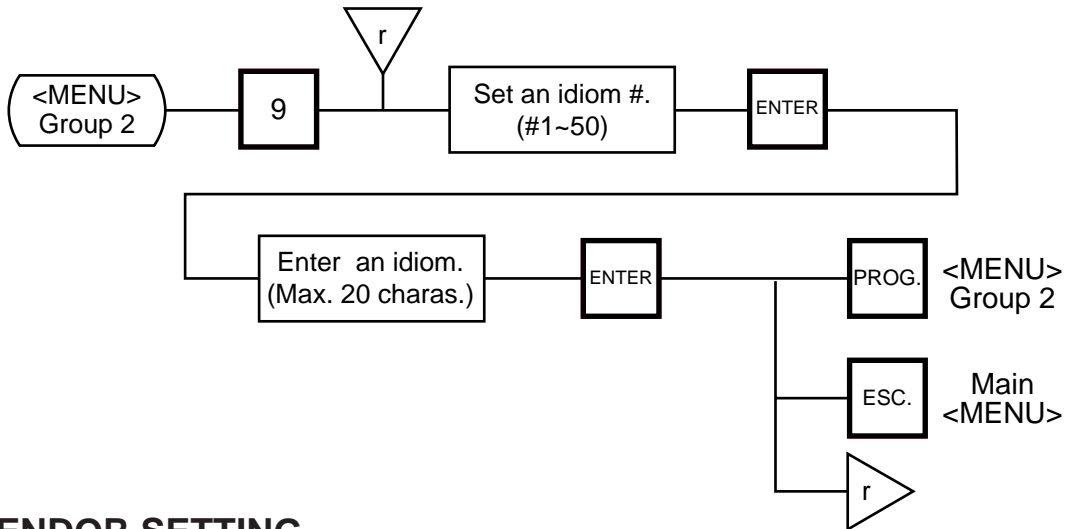 r
<MENU>
Group 2
9
Set an idiom #.
(#1~50)
ENTER
Enter an idiom.
(Max. 20 charas.)
ENTER
PROG.
<MENU>
Group 2
ESC.
Main
<MENU>
r
ENDOR SETTING